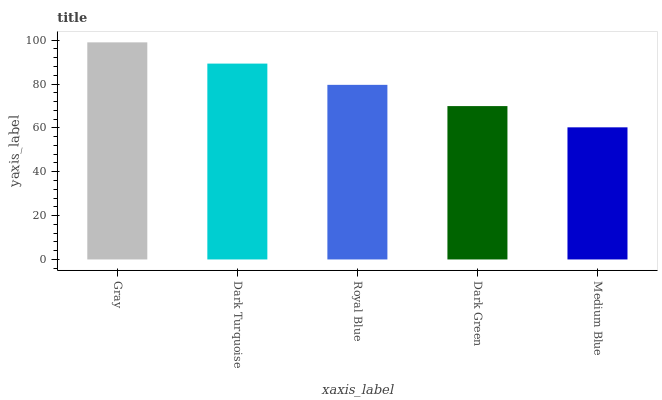 title
yaxis_label
100
80
60
40
20
0
Gray
Dark Turquoise
Royal Blue
Dark Green
Medium Blue
xaxis_label